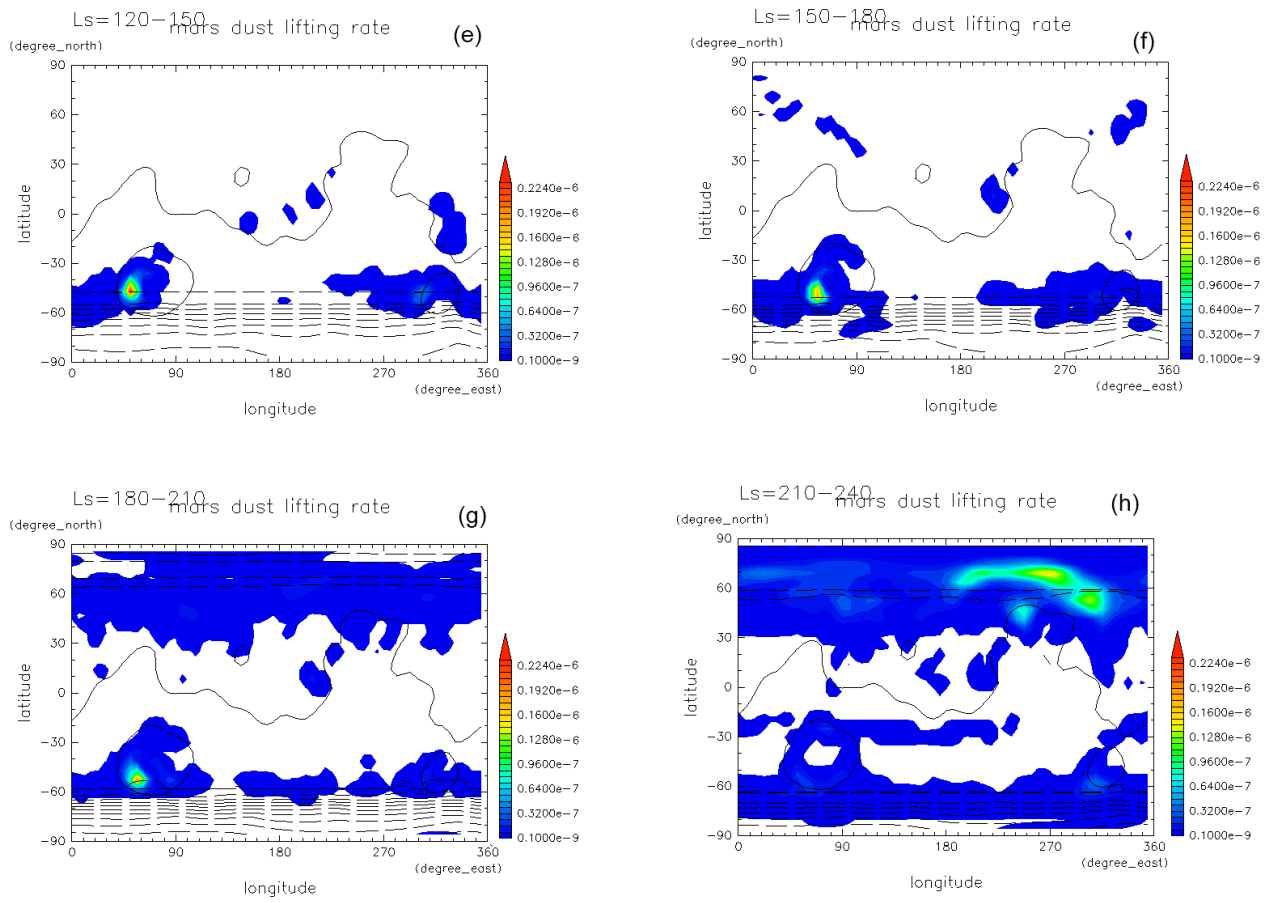 Ls=120-150
mars dust lifting rate
(e)
(degree_north)
90
60
30
0
-30
-60
-90
latitude
0 90 180 270 360
(degree_east)
longitude
0.2240e-6
0.1920e-6
0.1600e-6
0.1280e-6
0.9600e-7
0.6400e-7
0.3200e-7
0.1000e-9
Ls=150-180
mars dust lifting rate
(f)
(degree_north)
90
60
30
0
-30
-60
-90
latitude
0 90 180 270 360
(degree_east)
longitude
0.2240e-6
0.1920e-6
0.1600e-6
0.1280e-6
0.9600e-7
0.6400e-7
0.3200e-7
0.1000e-9
Ls=180-210
mars dust lifting rate
(g)
(degree_north)
90
60
30
0
-30
-60
-90
latitude
0 90 180 270 360
(degree_east)
longitude
0.2240e-6
0.1920e-6
0.1600e-6
0.1280e-6
0.9600e-7
0.6400e-7
0.3200e-7
0.1000e-9
Ls=210-240
mars dust lifting rate
(h)
(degree_north)
90
60
30
0
-30
-60
-90
latitude
0 90 180 270 360
(degree_east)
longitude
0.2240e-6
0.1920e-6
0.1600e-6
0.1280e-6
0.9600e-7
0.6400e-7
0.3200e-7
0.1000e-9